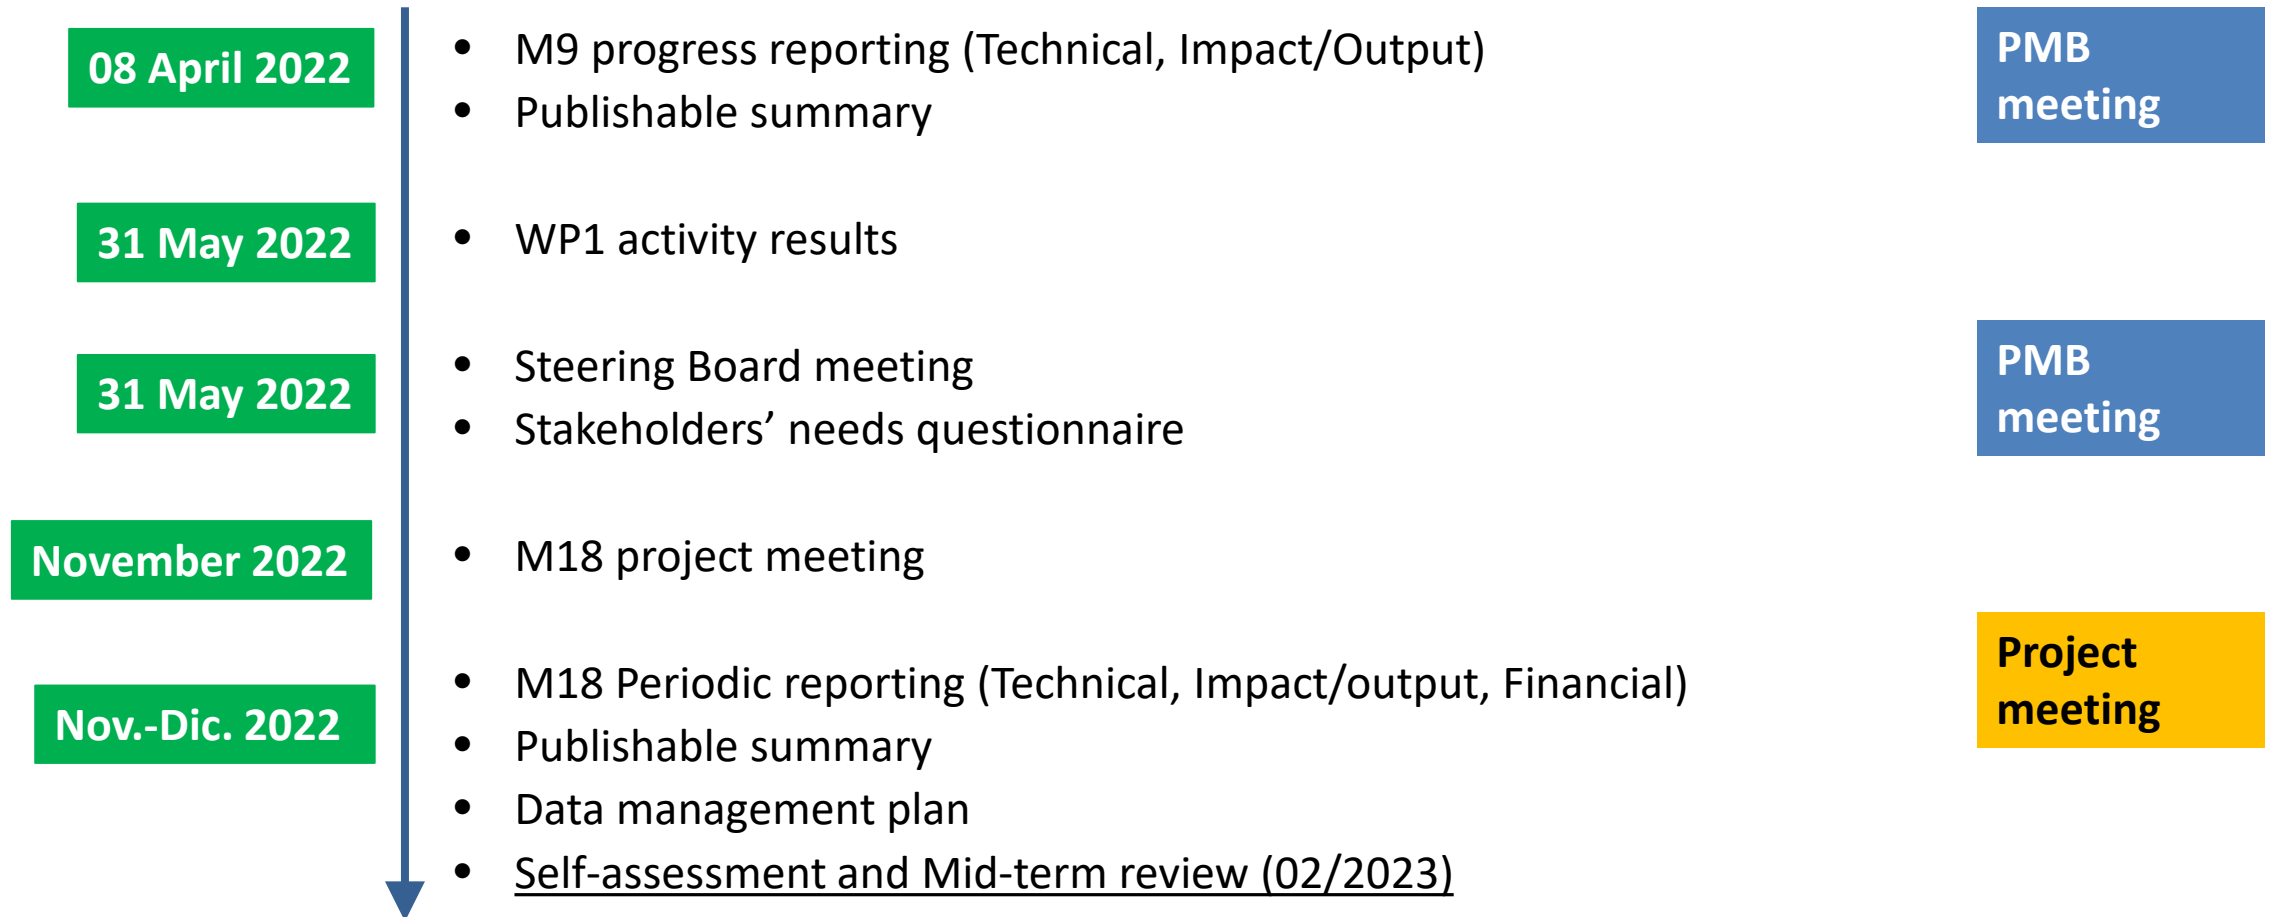 08 April 2022
• M9 progress reporting (Technical, Impact/Output)
• Publishable summary
PMB
meeting
31 May 2022
• WP1 activity results
31 May 2022
• Steering Board meeting
• Stakeholders’ needs questionnaire
PMB
meeting
November 2022
• M18 project meeting
Nov.-Dic. 2022
• M18 Periodic reporting (Technical, Impact/output, Financial)
• Publishable summary
• Data management plan
• Self-assessment and Mid-term review (02/2023)
Project
meeting